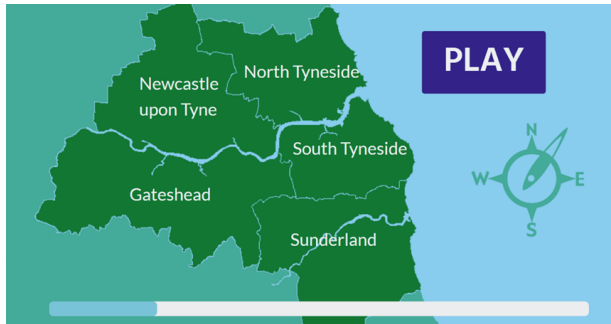 PLAY
North Tyneside
Newcastle
upon Tyne
N
South Tyneside
W
E
Gateshead
S
Sunderland